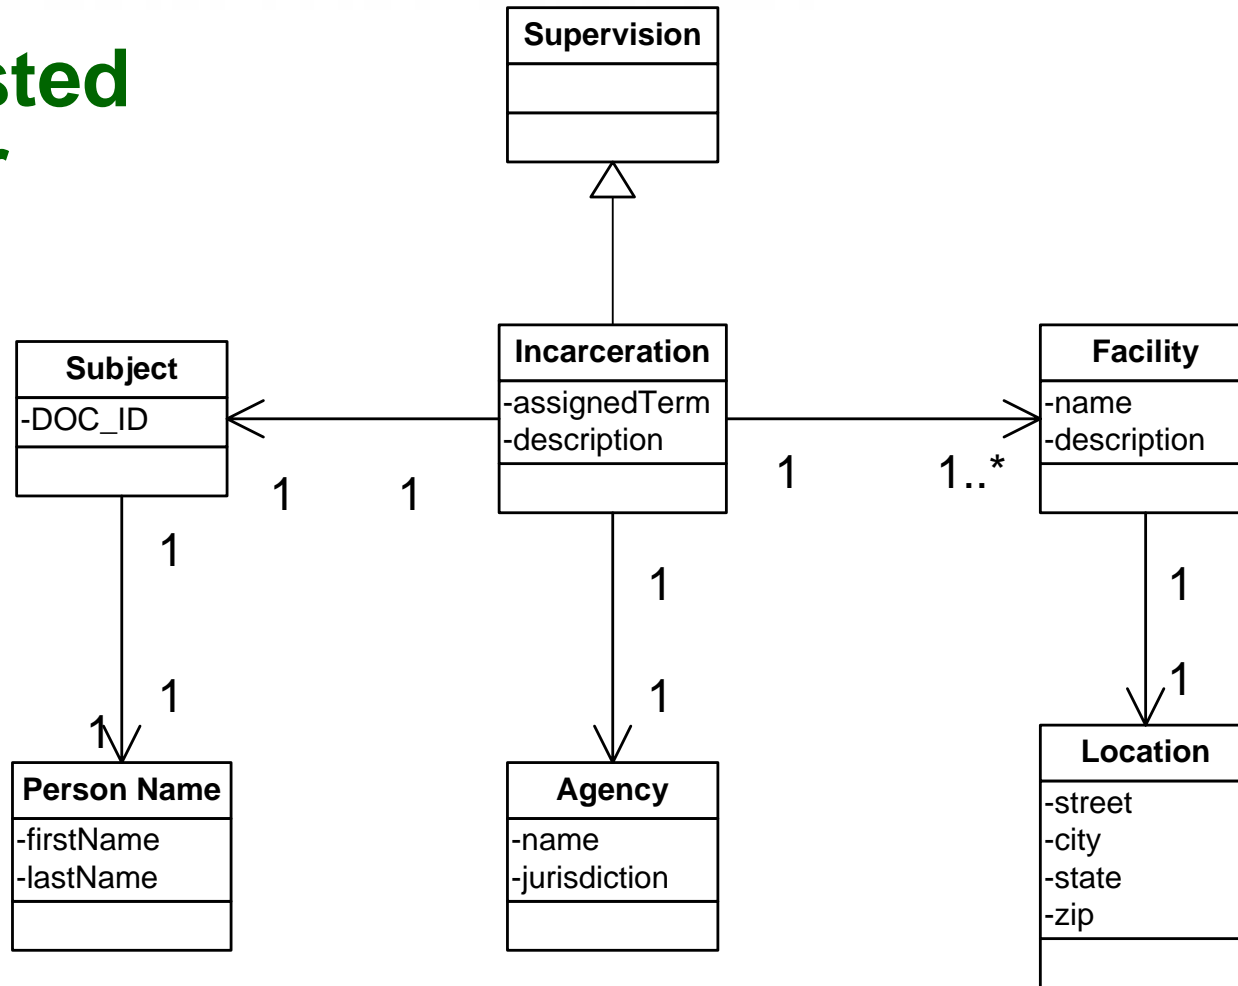 Supervision
Subject
-DOC_ID
Incarceration
-assignedTerm
-description
Facility
-name
-description
1
1
1
1..*
1
1
1
1
1
1
1
1
Person Name
-firstName
-lastName
Agency
-name
-jurisdiction
Location
-street
-city
-state
-zip